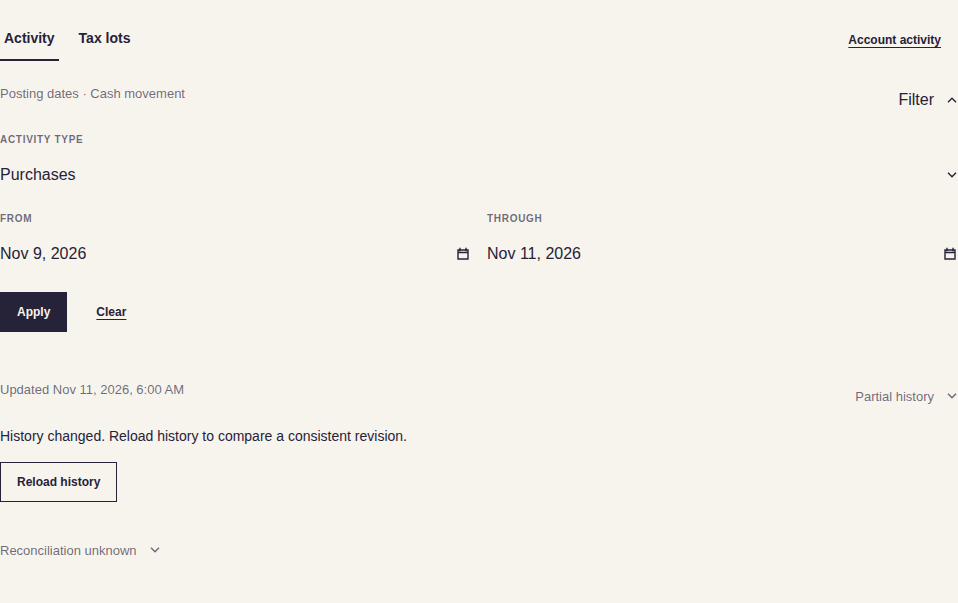 Activity Tax lots Account activity
Posting dates · Cash movement
Filter
ACTIVITY TYPE
Purchases
FROM THROUGH
Nov 9, 2026 Nov 11, 2026
Apply Clear
Updated Nov 11, 2026, 6:00 AM
Partial history
History changed. Reload history to compare a consistent revision.
Reload history
Reconciliation unknown